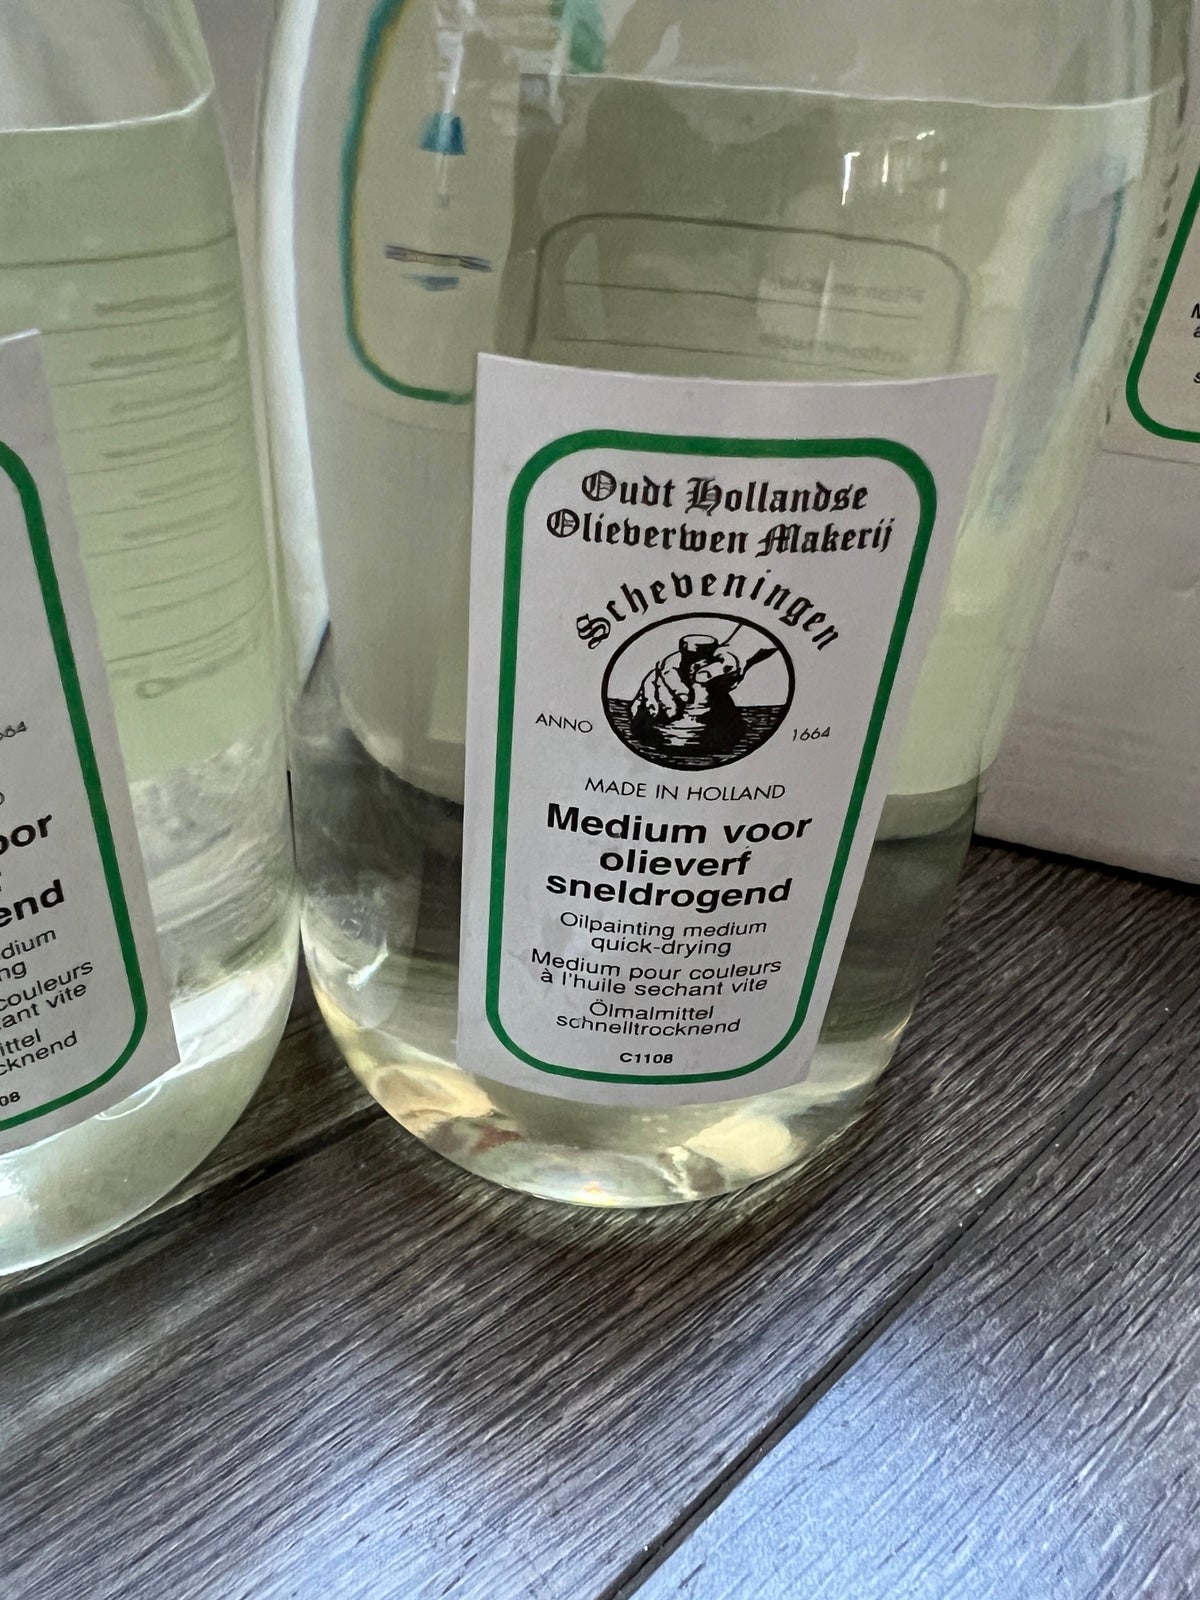 Oudt Hollandse
Olieverwen Makerij
Scheveningen
ANNO 1664
MADE IN HOLLAND
Medium voor
olieverf
sneldrogend
Oilpainting medium
quick-drying
Medium pour couleurs
à l'huile sechant vite
Ölmalmittel
schnelltrocknend
C1108